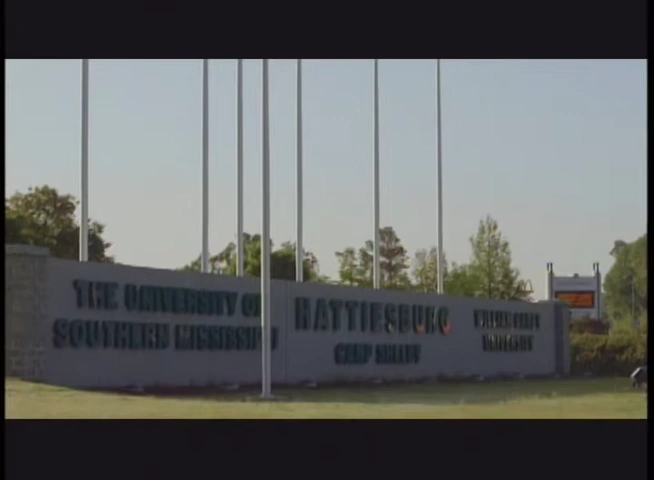 THE UNIVERSITY OF
SOUTHERN MISSISSIPPI
HATTIESBURG
CAMP SHELBY
WILLIAM CAREY
UNIVERSITY